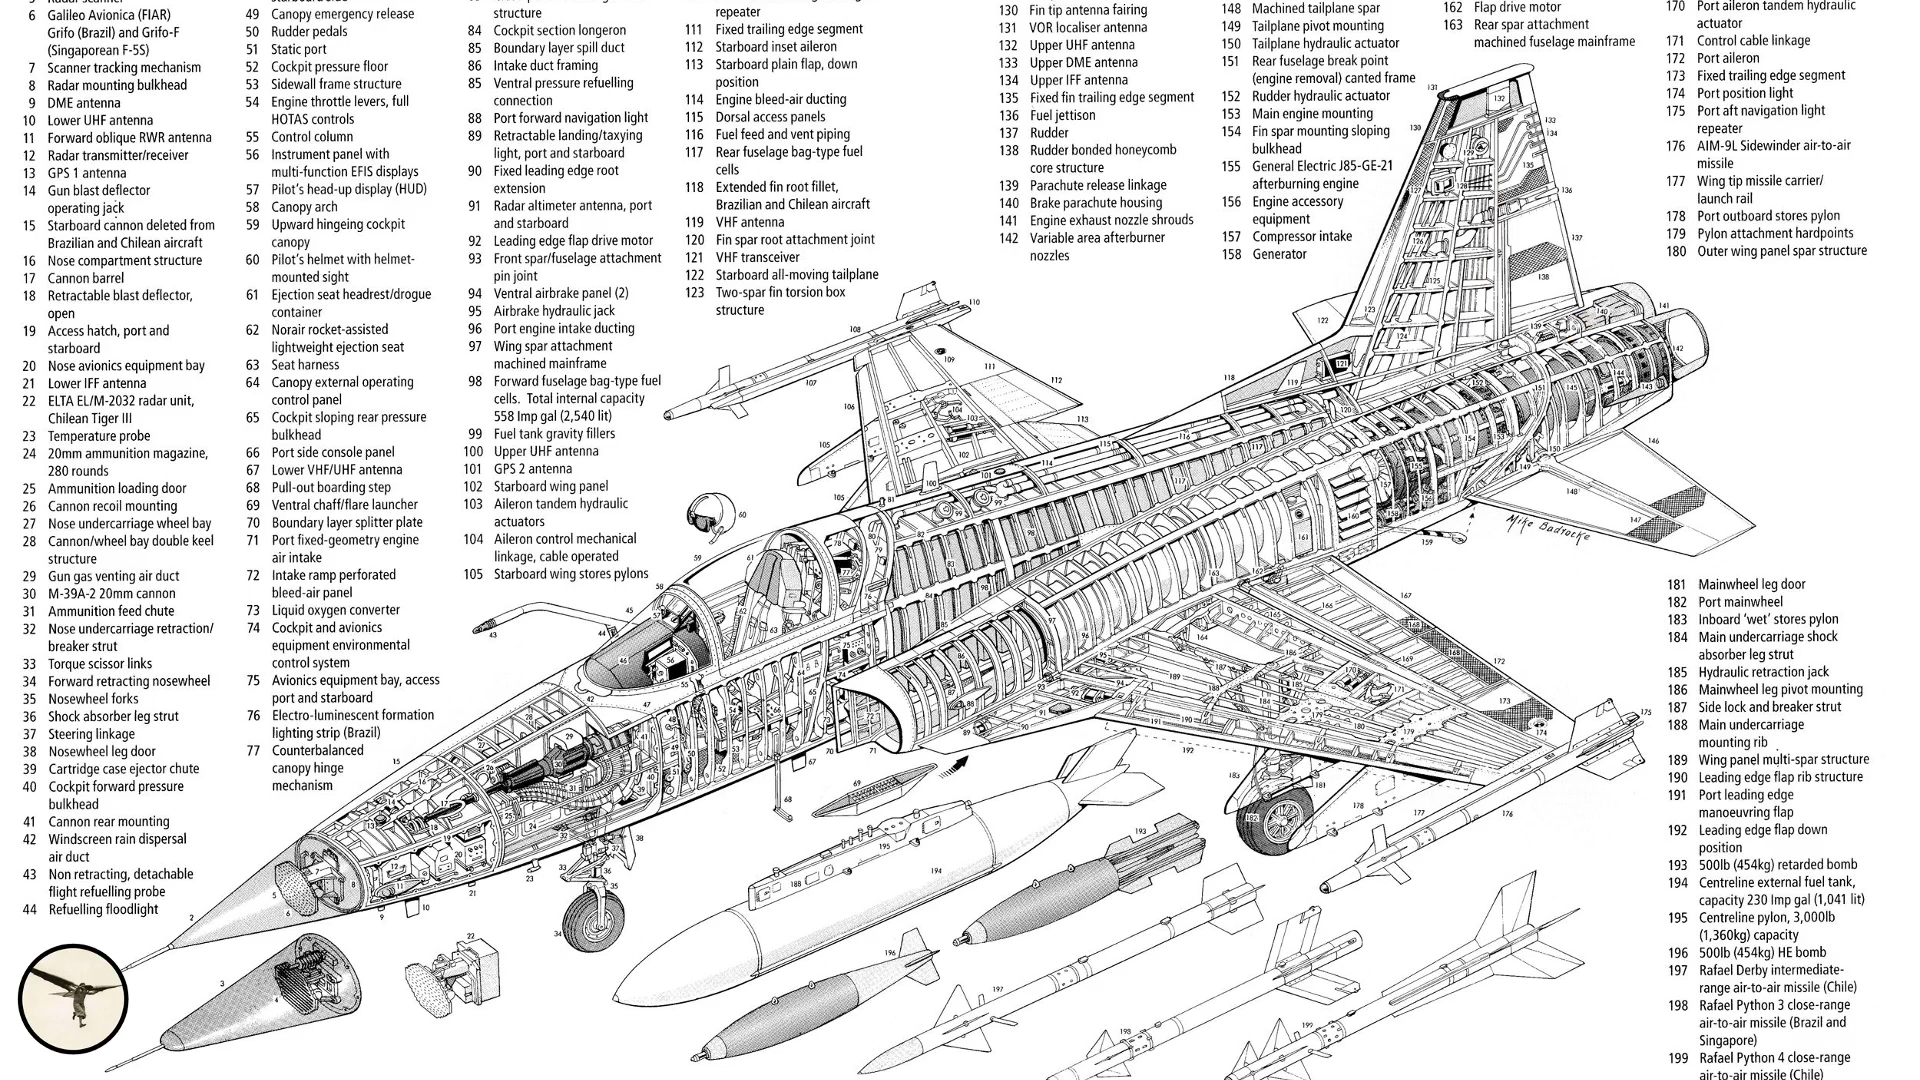 5 Radar scanner
6 Galileo Avionica (FIAR)
Grifo (Brazil) and Grifo-F
(Singaporean F-5S)
7 Scanner tracking mechanism
8 Radar mounting bulkhead
9 DME antenna
10 Lower UHF antenna
11 Forward oblique RWR antenna
12 Radar transmitter/receiver
13 GPS 1 antenna
14 Gun blast deflector
operating jack
15 Starboard cannon deleted from
Brazilian and Chilean aircraft
16 Nose compartment structure
17 Cannon barrel
18 Retractable blast deflector,
open
19 Access hatch, port and
starboard
20 Nose avionics equipment bay
21 Lower IFF antenna
22 ELTA EL/M-2032 radar unit,
Chilean Tiger III
23 Temperature probe
24 20mm ammunition magazine,
280 rounds
25 Ammunition loading door
26 Cannon recoil mounting
27 Nose undercarriage wheel bay
28 Cannon/wheel bay double keel
structure
29 Gun gas venting air duct
30 M-39A-2 20mm cannon
31 Ammunition feed chute
32 Nose undercarriage retraction/
breaker strut
33 Torque scissor links
34 Forward retracting nosewheel
35 Nosewheel forks
36 Shock absorber leg strut
37 Steering linkage
38 Nosewheel leg door
39 Cartridge case ejector chute
40 Cockpit forward pressure
bulkhead
41 Cannon rear mounting
42 Windscreen rain dispersal
air duct
43 Non retracting, detachable
flight refuelling probe
44 Refuelling floodlight
49 Canopy emergency release
50 Rudder pedals
51 Static port
52 Cockpit pressure floor
53 Sidewall frame structure
54 Engine throttle levers, full
HOTAS controls
55 Control column
56 Instrument panel with
multi-function EFIS displays
57 Pilot's head-up display (HUD)
58 Canopy arch
59 Upward hingeing cockpit
canopy
60 Pilot's helmet with helmet-
mounted sight
61 Ejection seat headrest/drogue
container
62 Norair rocket-assisted
lightweight ejection seat
63 Seat harness
64 Canopy external operating
control panel
65 Cockpit sloping rear pressure
bulkhead
66 Port side console panel
67 Lower VHF/UHF antenna
68 Pull-out boarding step
69 Ventral chaff/flare launcher
70 Boundary layer splitter plate
71 Port fixed-geometry engine
air intake
72 Intake ramp perforated
bleed-air panel
73 Liquid oxygen converter
74 Cockpit and avionics
equipment environmental
control system
75 Avionics equipment bay, access
port and starboard
76 Electro-luminescent formation
lighting strip (Brazil)
77 Counterbalanced
canopy hinge
mechanism
structure
84 Cockpit section longeron
85 Boundary layer spill duct
86 Intake duct framing
85 Ventral pressure refuelling
connection
88 Port forward navigation light
89 Retractable landing/taxying
light, port and starboard
90 Fixed leading edge root
extension
91 Radar altimeter antenna, port
and starboard
92 Leading edge flap drive motor
93 Front spar/fuselage attachment
pin joint
94 Ventral airbrake panel (2)
95 Airbrake hydraulic jack
96 Port engine intake ducting
97 Wing spar attachment
machined mainframe
98 Forward fuselage bag-type fuel
cells. Total internal capacity
558 Imp gal (2,540 lit)
99 Fuel tank gravity fillers
100 Upper UHF antenna
101 GPS 2 antenna
102 Starboard wing panel
103 Aileron tandem hydraulic
actuators
104 Aileron control mechanical
linkage, cable operated
105 Starboard wing stores pylons
repeater
111 Fixed trailing edge segment
112 Starboard inset aileron
113 Starboard plain flap, down
position
114 Engine bleed-air ducting
115 Dorsal access panels
116 Fuel feed and vent piping
117 Rear fuselage bag-type fuel
cells
118 Extended fin root fillet,
Brazilian and Chilean aircraft
119 VHF antenna
120 Fin spar root attachment joint
121 VHF transceiver
122 Starboard all-moving tailplane
123 Two-spar fin torsion box
structure
130 Fin tip antenna fairing
131 VOR localiser antenna
132 Upper UHF antenna
133 Upper DME antenna
134 Upper IFF antenna
135 Fixed fin trailing edge segment
136 Fuel jettison
137 Rudder
138 Rudder bonded honeycomb
core structure
139 Parachute release linkage
140 Brake parachute housing
141 Engine exhaust nozzle shrouds
142 Variable area afterburner
nozzles
148 Machined tailplane spar
149 Tailplane pivot mounting
150 Tailplane hydraulic actuator
151 Rear fuselage break point
(engine removal) canted frame
152 Rudder hydraulic actuator
153 Main engine mounting
154 Fin spar mounting sloping
bulkhead
155 General Electric J85-GE-21
afterburning engine
156 Engine accessory
equipment
157 Compressor intake
158 Generator
162 Flap drive motor
163 Rear spar attachment
machined fuselage mainframe
170 Port aileron tandem hydraulic
actuator
171 Control cable linkage
172 Port aileron
173 Fixed trailing edge segment
174 Port position light
175 Port aft navigation light
repeater
176 AIM-9L Sidewinder air-to-air
missile
177 Wing tip missile carrier/
launch rail
178 Port outboard stores pylon
179 Pylon attachment hardpoints
180 Outer wing panel spar structure
181 Mainwheel leg door
182 Port mainwheel
183 Inboard 'wet' stores pylon
184 Main undercarriage shock
absorber leg strut
185 Hydraulic retraction jack
186 Mainwheel leg pivot mounting
187 Side lock and breaker strut
188 Main undercarriage
mounting rib
189 Wing panel multi-spar structure
190 Leading edge flap rib structure
191 Port leading edge
manoeuvring flap
192 Leading edge flap down
position
193 500lb (454kg) retarded bomb
194 Centreline external fuel tank,
capacity 230 Imp gal (1,041 lit)
195 Centreline pylon, 3,000lb
(1,360kg) capacity
196 500lb (454kg) HE bomb
197 Rafael Derby intermediate-
range air-to-air missile (Chile)
198 Rafael Python 3 close-range
air-to-air missile (Brazil and
Singapore)
199 Rafael Python 4 close-range
air-to-air missile (Chile)
Mike Badrocke